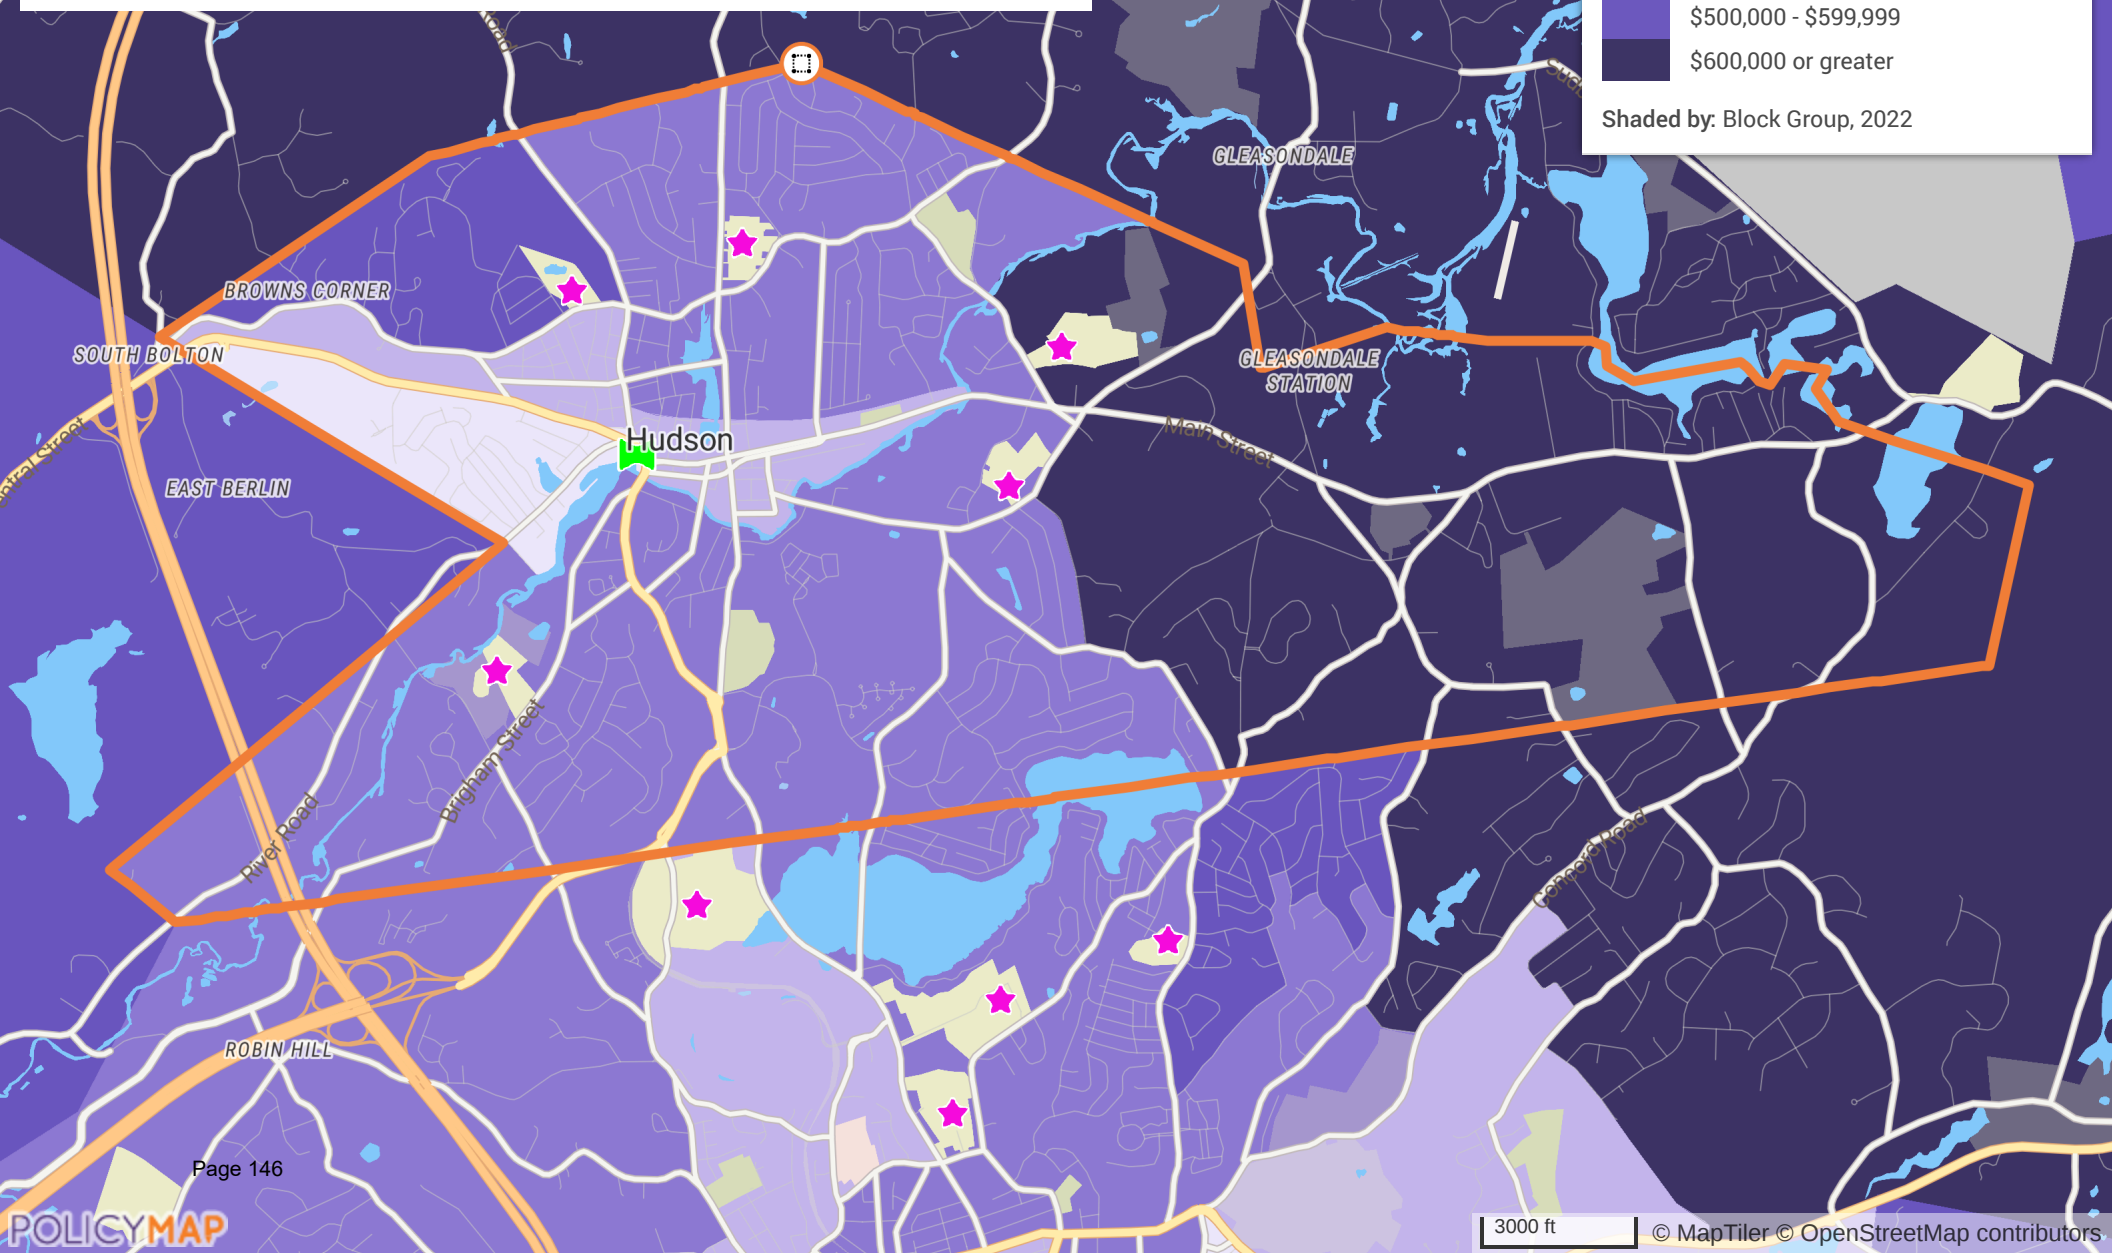 Road
$500,000 - $599,999
$600,000 or greater
Shaded by: Block Group, 2022
GLEASONDALE
BROWNS CORNER
SOUTH BOLTON
GLEASONDALE
STATION
Hudson
Main Street
EAST BERLIN
Brigham Street
River Road
Concord Road
ROBIN HILL
Page 146
POLICYMAP
3000 ft
© MapTiler © OpenStreetMap contributors